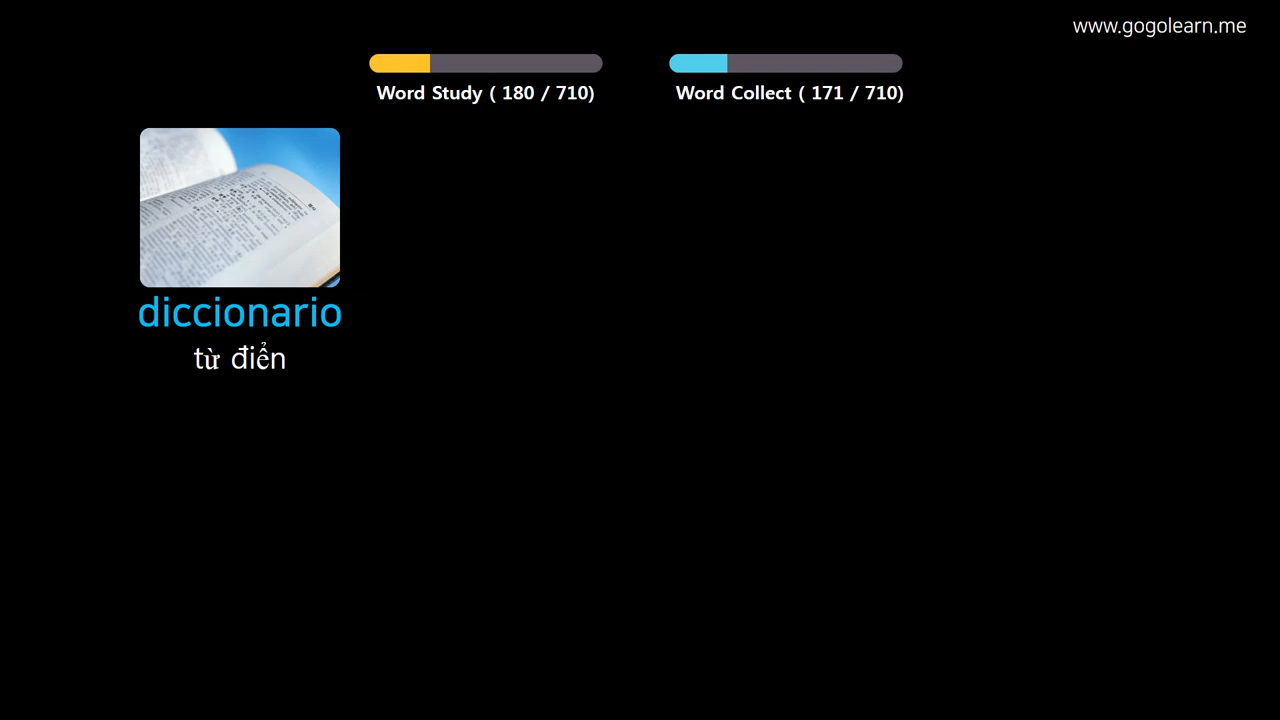 www.gogolearn.me
Word Study ( 180 / 710)
Word Collect ( 171 / 710)
diccionario
từ điển